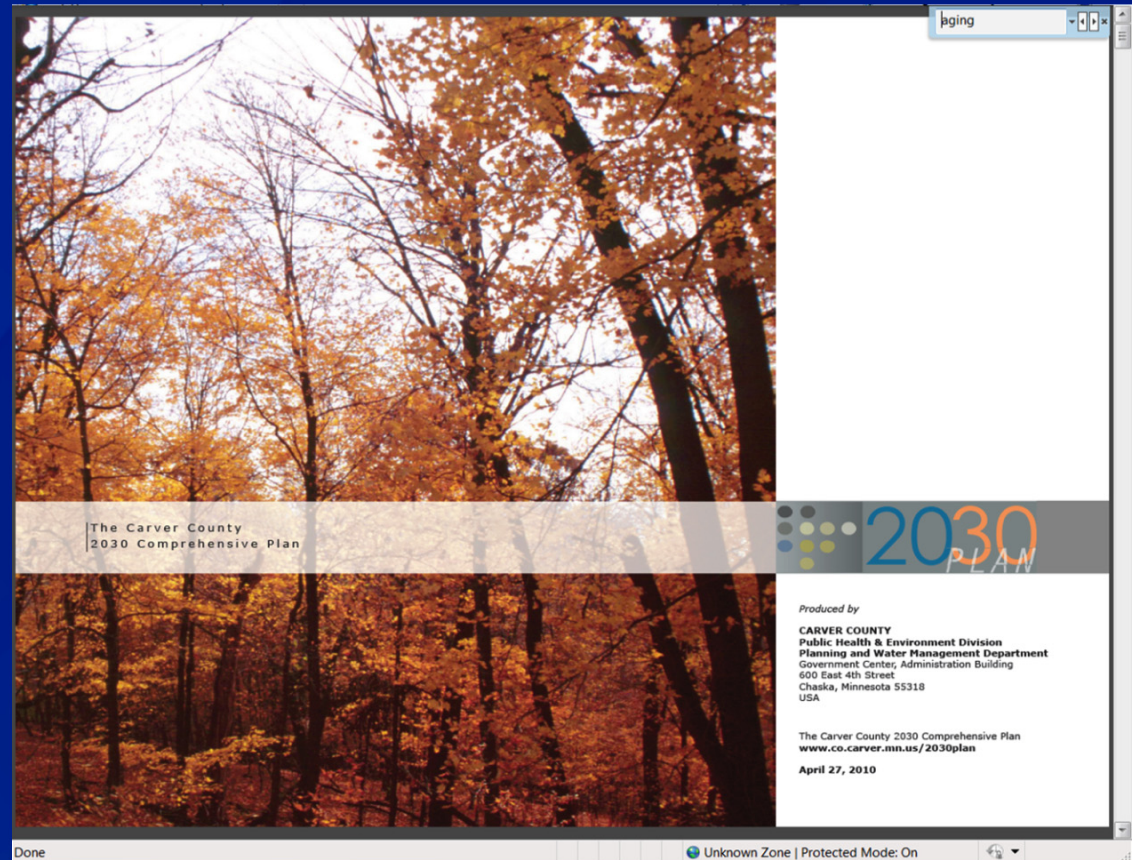 aging
The Carver County
2030 Comprehensive Plan
2030
PLAN
Produced by
CARVER COUNTY
Public Health & Environment Division
Planning and Water Management Department
Government Center, Administration Building
600 East 4th Street
Chaska, Minnesota 55318
USA
The Carver County 2030 Comprehensive Plan
www.co.carver.mn.us/2030plan
April 27, 2010
Done
Unknown Zone | Protected Mode: On